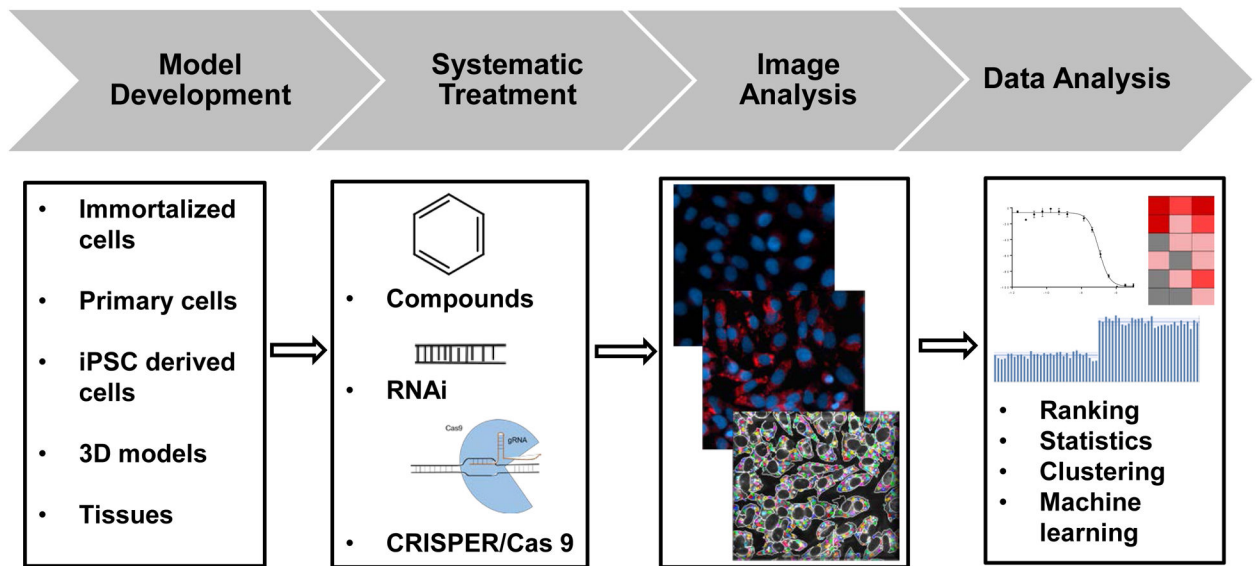 Model
Development
Systematic
Treatment
Image
Analysis
Data Analysis
• Immortalized
cells
• Primary cells
• iPSC derived
cells
• 3D models
• Tissues
• Compounds
• RNAi
Cas9
gRNA
• CRISPER/Cas 9
• Ranking
• Statistics
• Clustering
• Machine
learning